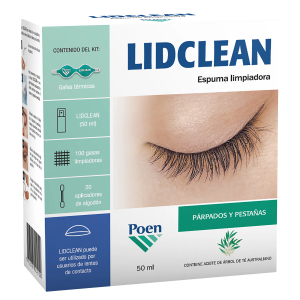 LIDCLEAN
Espuma limpiadora
CONTENIDO DEL KIT:
Gafas térmicas
LIDCLEAN
(50 ml)
100 gasas
limpiadoras
20
aplicadores
de algodón
LIDCLEAN puede
ser utilizado por
usuarios de lentes
de contacto
PÁRPADOS Y PESTAÑAS
Poen
50 ml
CONTIENE ACEITE DE ÁRBOL DE TÉ AUSTRALIANO